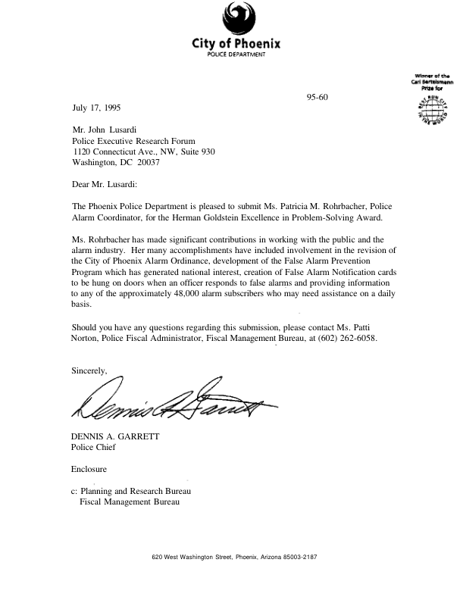 City of Phoenix
POLICE DEPARTMENT
Winner of the
Carl Bertelsmann
Prize for
BEST RUN CITY
IN THE WORLD
95-60
July 17, 1995
Mr. John Lusardi
Police Executive Research Forum
1120 Connecticut Ave., NW, Suite 930
Washington, DC 20037
Dear Mr. Lusardi:
The Phoenix Police Department is pleased to submit Ms. Patricia M. Rohrbacher, Police
Alarm Coordinator, for the Herman Goldstein Excellence in Problem-Solving Award.
Ms. Rohrbacher has made significant contributions in working with the public and the
alarm industry. Her many accomplishments have included involvement in the revision of
the City of Phoenix Alarm Ordinance, development of the False Alarm Prevention
Program which has generated national interest, creation of False Alarm Notification cards
to be hung on doors when an officer responds to false alarms and providing information
to any of the approximately 48,000 alarm subscribers who may need assistance on a daily
basis.
Should you have any questions regarding this submission, please contact Ms. Patti
Norton, Police Fiscal Administrator, Fiscal Management Bureau, at (602) 262-6058.
Sincerely,
Dennis A Garrett
DENNIS A. GARRETT
Police Chief
Enclosure
c: Planning and Research Bureau
Fiscal Management Bureau
620 West Washington Street, Phoenix, Arizona 85003-2187